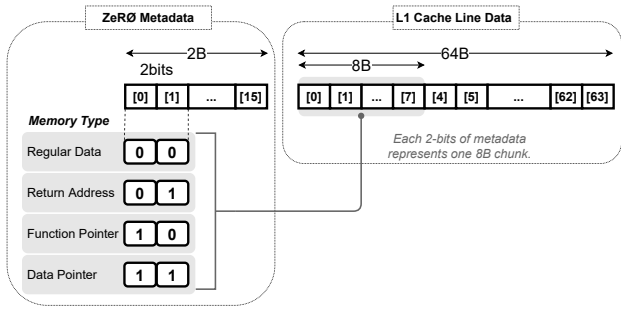 ZeRØ Metadata
2B
2bits
[0] [1] ... [15]
Memory Type
Regular Data 0 0
Return Address 0 1
Function Pointer 1 0
Data Pointer 1 1
L1 Cache Line Data
64B
8B
[0] [1] ... [7] [4] [5] ... [62] [63]
Each 2-bits of metadata
represents one 8B chunk.